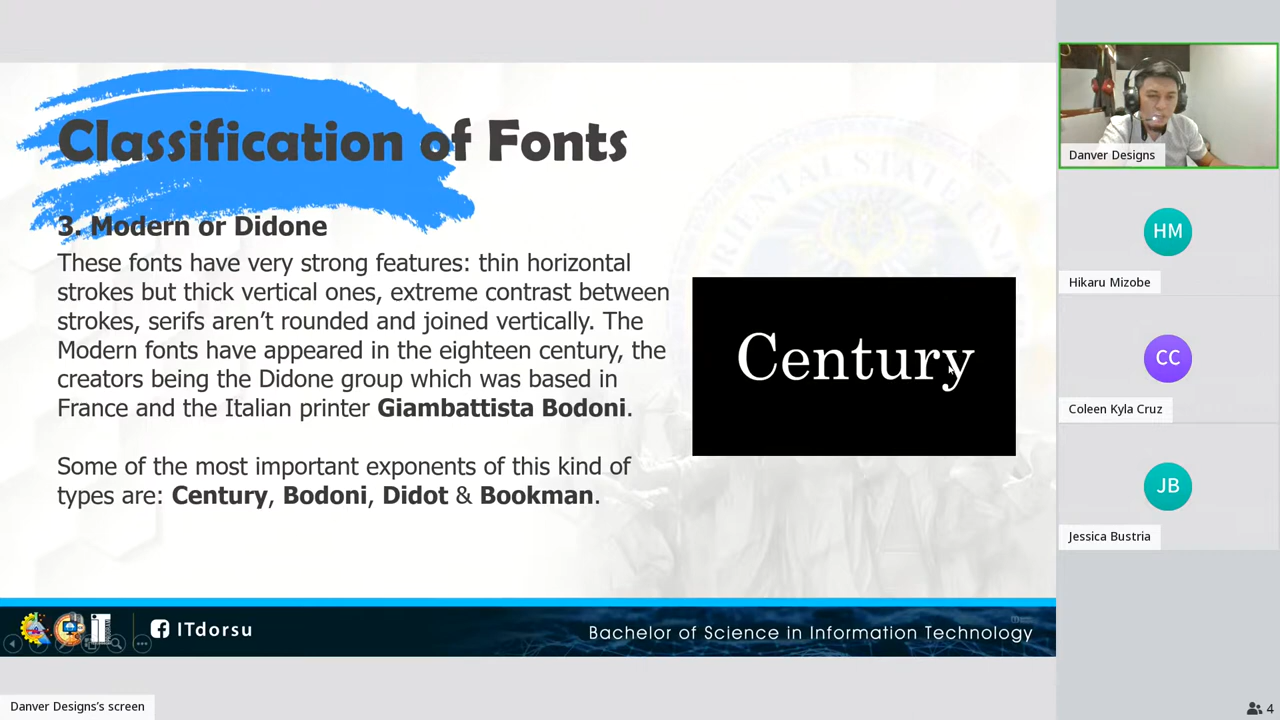 Classification of Fonts
3. Modern or Didone
These fonts have very strong features: thin horizontal
strokes but thick vertical ones, extreme contrast between
strokes, serifs aren't rounded and joined vertically. The
Modern fonts have appeared in the eighteen century, the
creators being the Didone group which was based in
France and the Italian printer Giambattista Bodoni.
Some of the most important exponents of this kind of
types are: Century, Bodoni, Didot & Bookman.
Century
ITdorsu
Bachelor of Science in Information Technology
Danver Designs's screen
Danver Designs
HM
Hikaru Mizobe
CC
Coleen Kyla Cruz
JB
Jessica Bustria
4